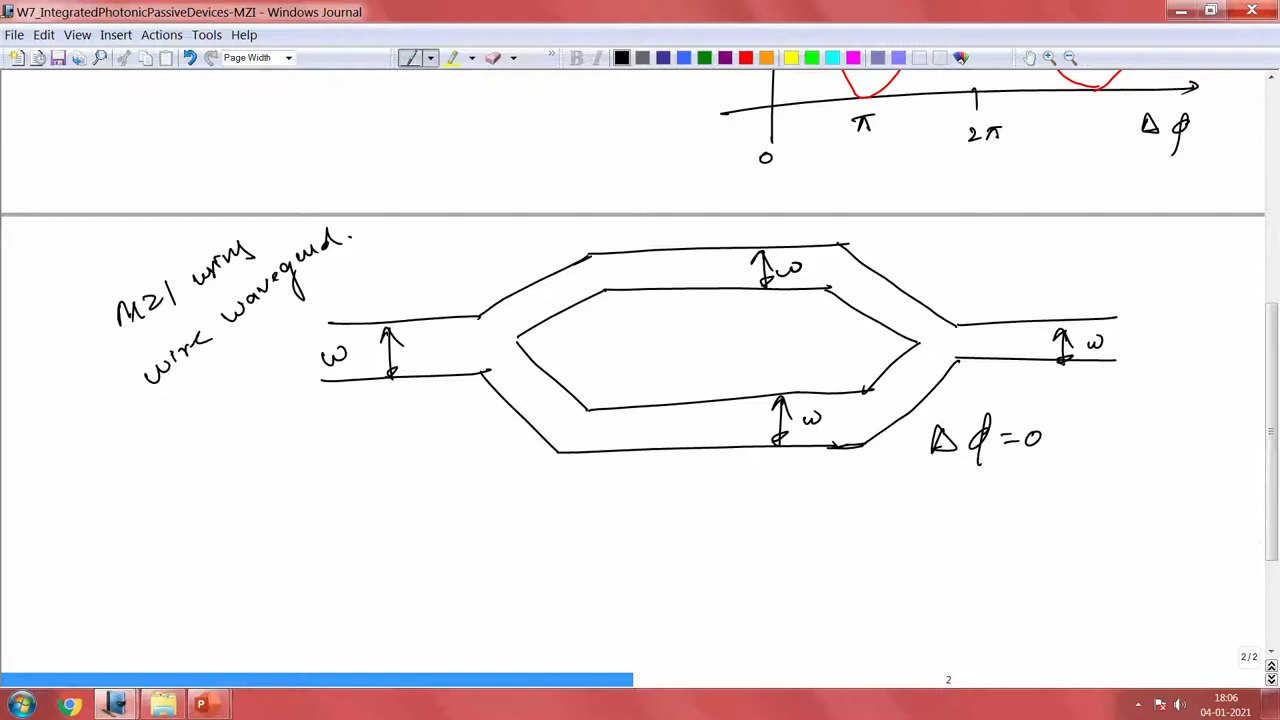 W7_IntegratedPhotonicPassiveDevices-MZI - Windows Journal
File Edit View Insert Actions Tools Help
Page Width
B I U
π
2π
Δφ
0
MZI using
wire waveguid.
w
w
w
w
Δφ=0
2/2
2
18:06
04-01-2021